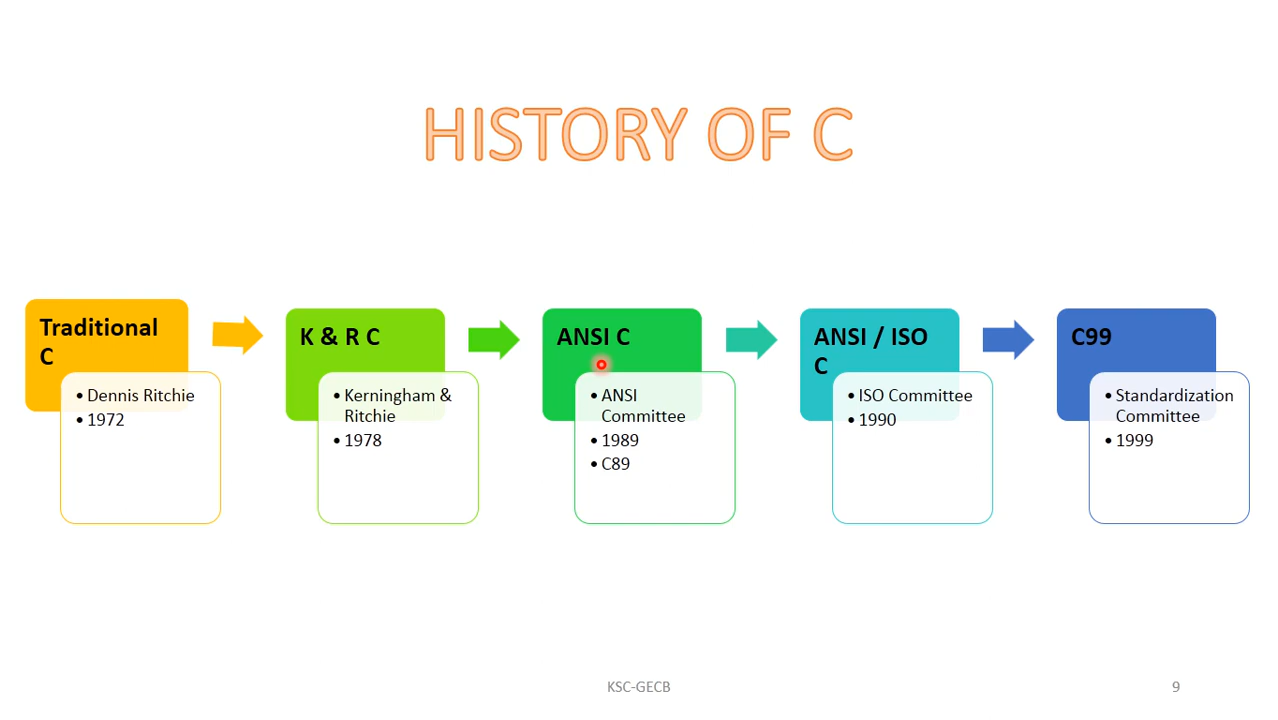 HISTORY OF C
Traditional
C
• Dennis Ritchie
• 1972
K & R C
• Kerningham &
Ritchie
• 1978
ANSI C
• ANSI
Committee
• 1989
• C89
ANSI / ISO
C
• ISO Committee
• 1990
C99
• Standardization
Committee
• 1999
KSC-GECB
9